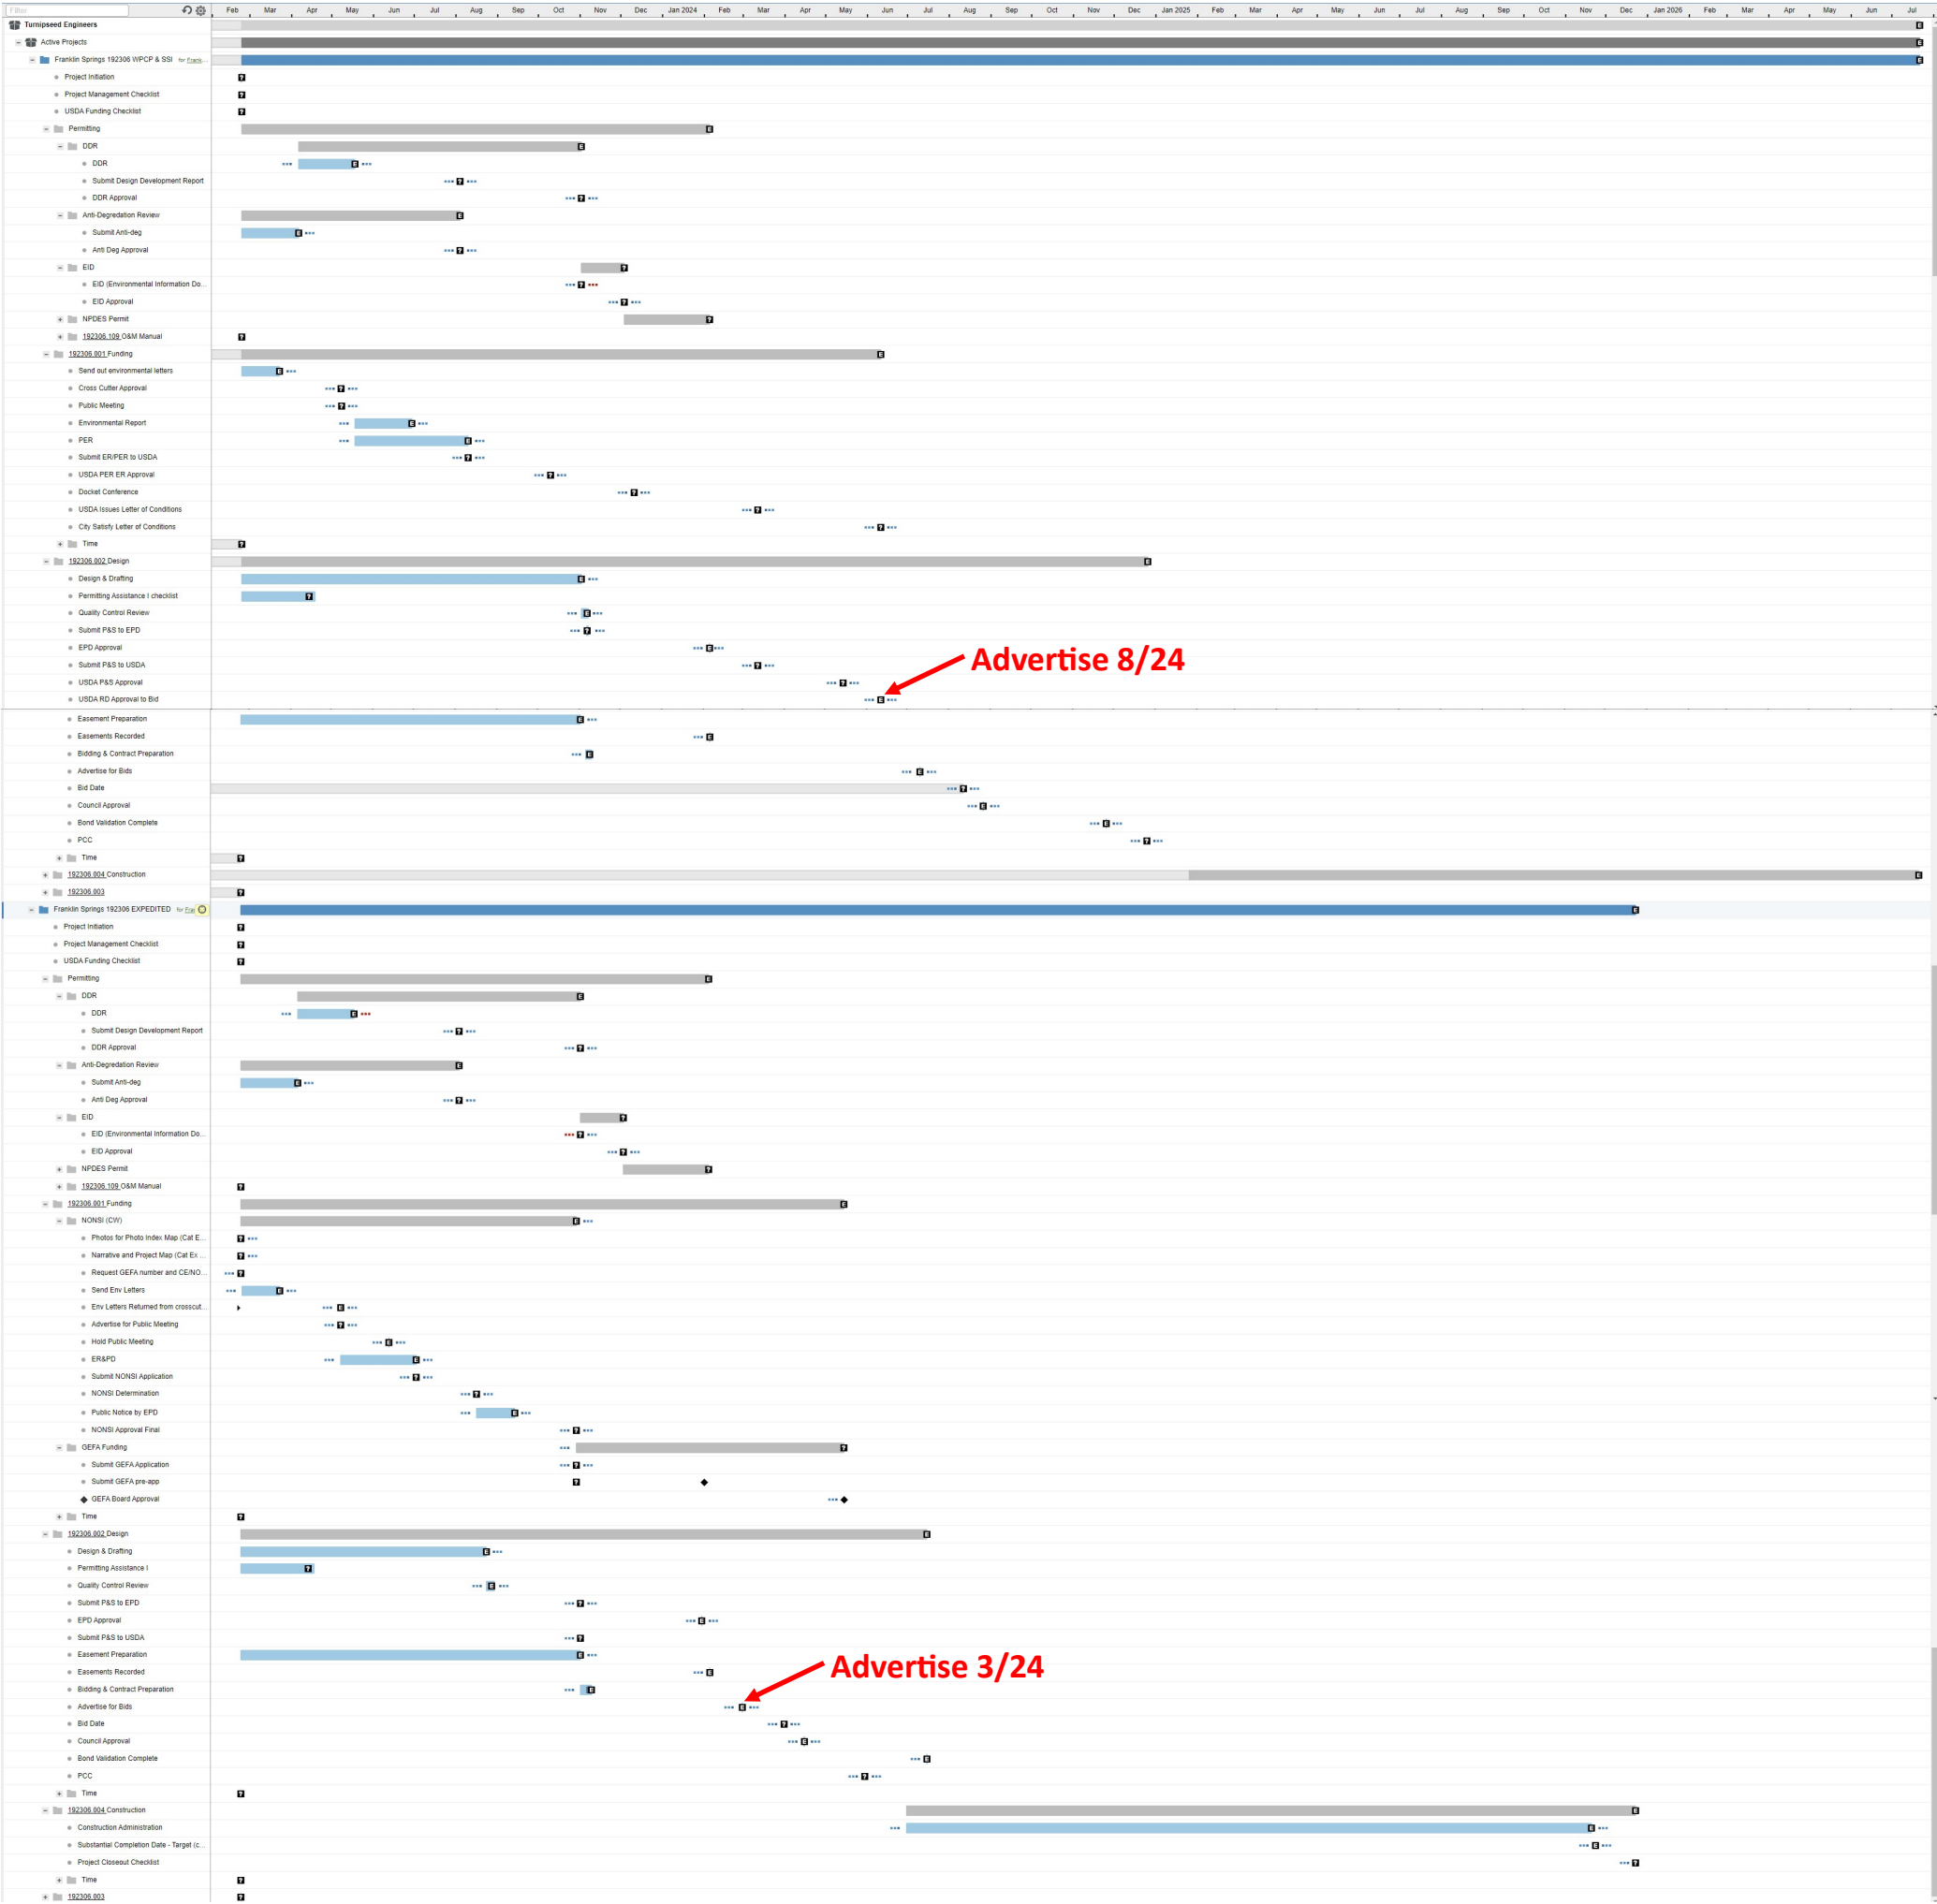 Filter
Feb Mar Apr May Jun Jul Aug Sep Oct Nov Dec Jan 2024 Feb Mar Apr May Jun Jul Aug Sep Oct Nov Dec Jan 2025 Feb Mar Apr May Jun Jul Aug Sep Oct Nov Dec Jan 2026 Feb Mar Apr May Jun Jul
Turnipseed Engineers
Active Projects
Franklin Springs 192306 WPCP & SSI for Frank...
Project Initiation
Project Management Checklist
USDA Funding Checklist
Permitting
DDR
DDR
Submit Design Development Report
DDR Approval
Anti-Degredation Review
Submit Anti-deg
Anti Deg Approval
EID
EID (Environmental Information Do...
EID Approval
NPDES Permit
192306.109 O&M Manual
192306.001 Funding
Send out environmental letters
Cross Cutter Approval
Public Meeting
Environmental Report
PER
Submit ER/PER to USDA
USDA PER ER Approval
Docket Conference
USDA Issues Letter of Conditions
City Satisfy Letter of Conditions
Time
192306.002 Design
Design & Drafting
Permitting Assistance I checklist
Quality Control Review
Submit P&S to EPD
EPD Approval
Submit P&S to USDA
Advertise 8/24
USDA P&S Approval
USDA RD Approval to Bid
Easement Preparation
Easements Recorded
Bidding & Contract Preparation
Advertise for Bids
Bid Date
Council Approval
Bond Validation Complete
PCC
Time
192306.004 Construction
192306.003
Franklin Springs 192306 EXPEDITED for Fra
Project Initiation
Project Management Checklist
USDA Funding Checklist
Permitting
DDR
DDR
Submit Design Development Report
DDR Approval
Anti-Degredation Review
Submit Anti-deg
Anti Deg Approval
EID
EID (Environmental Information Do...
EID Approval
NPDES Permit
192306.109 O&M Manual
192306.001 Funding
NONSI (CW)
Photos for Photo Index Map (Cat E...
Narrative and Project Map (Cat Ex ...
Request GEFA number and CE/NO...
Send Env Letters
Env Letters Returned from crosscut...
Advertise for Public Meeting
Hold Public Meeting
ER&PD
Submit NONSI Application
NONSI Determination
Public Notice by EPD
NONSI Approval Final
GEFA Funding
Submit GEFA Application
Submit GEFA pre-app
GEFA Board Approval
Time
192306.002 Design
Design & Drafting
Permitting Assistance I
Quality Control Review
Submit P&S to EPD
EPD Approval
Submit P&S to USDA
Easement Preparation
Advertise 3/24
Easements Recorded
Bidding & Contract Preparation
Advertise for Bids
Bid Date
Council Approval
Bond Validation Complete
PCC
Time
192306.004 Construction
Construction Administration
Substantial Completion Date - Target (c...
Project Closeout Checklist
Time
192306.003